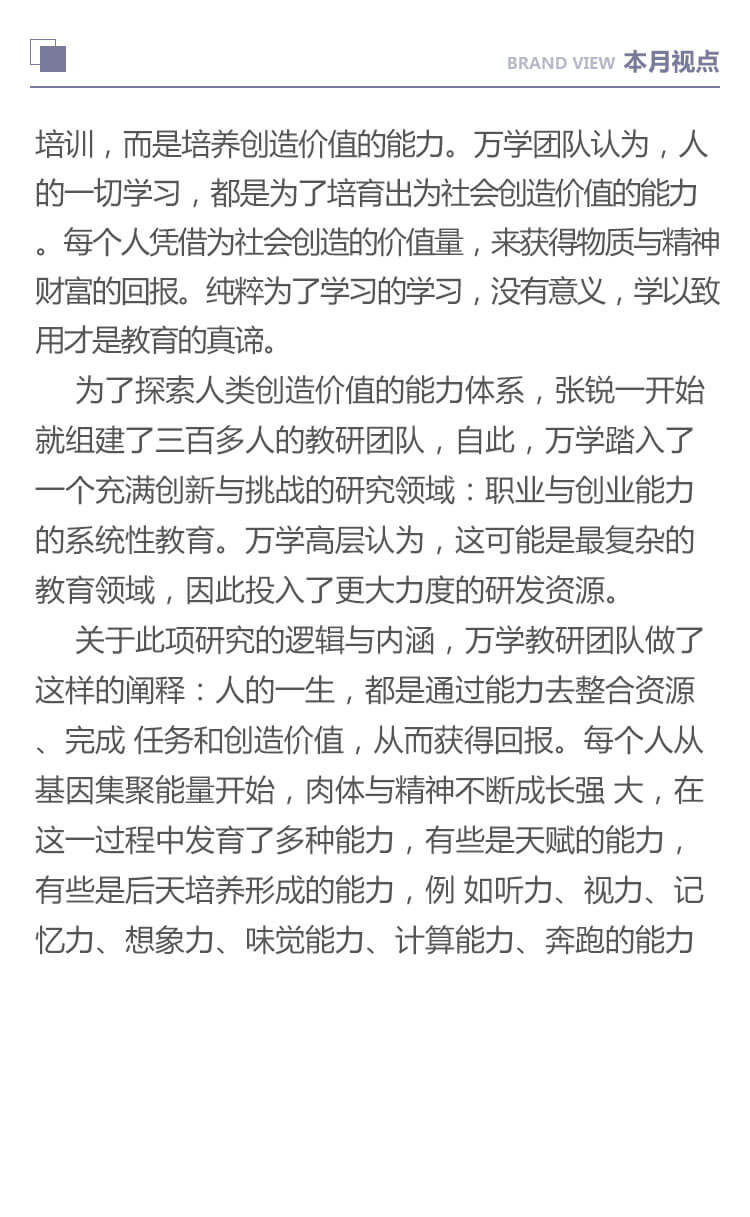 BRAND VIEW 本月视点
培训，而是培养创造价值的能力。万学团队认为，人
的一切学习，都是为了培育出为社会创造价值的能力
。每个人凭借为社会创造的价值量，来获得物质与精神
财富的回报。纯粹为了学习的学习，没有意义，学以致
用才是教育的真谛。
为了探索人类创造价值的能力体系，张锐一开始
就组建了三百多人的教研团队，自此，万学踏入了
一个充满创新与挑战的研究领域：职业与创业能力
的系统性教育。万学高层认为，这可能是最复杂的
教育领域，因此投入了更大力度的研发资源。
关于此项研究的逻辑与内涵，万学教研团队做了
这样的阐释：人的一生，都是通过能力去整合资源
、完成 任务和创造价值，从而获得回报。每个人从
基因集聚能量开始，肉体与精神不断成长强 大，在
这一过程中发育了多种能力，有些是天赋的能力，
有些是后天培养形成的能力，例 如听力、视力、记
忆力、想象力、味觉能力、计算能力、奔跑的能力